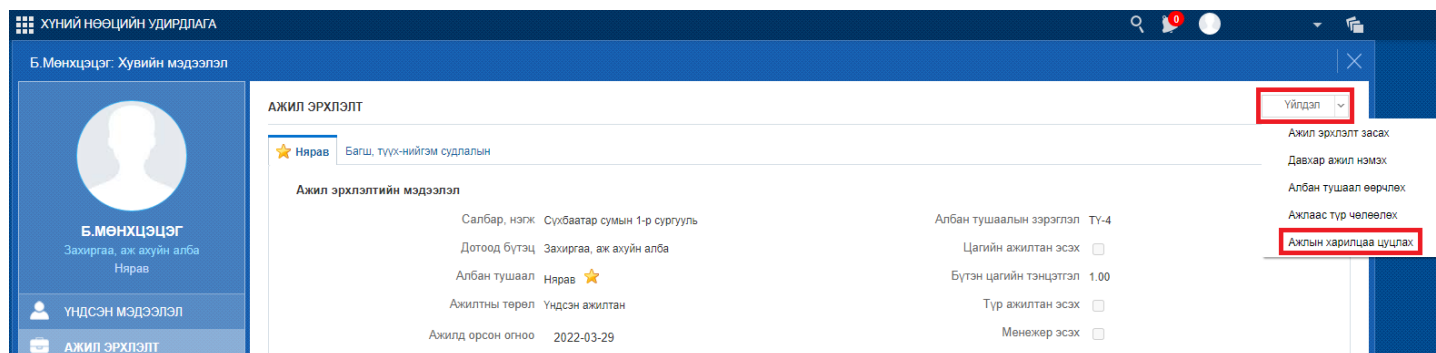 ХҮНИЙ НӨӨЦИЙН УДИРДЛАГА
0
Б.Мөнхцэцэг: Хувийн мэдээлэл
АЖИЛ ЭРХЛЭЛТ
Үйлдэл
Ажил эрхлэлт засах
Давхар ажил нэмэх
Албан тушаал өөрчлөх
Ажлаас түр чөлөөлөх
Ажлын харилцаа цуцлах
Нярав Багш, түүх-нийгэм судлалын
Ажил эрхлэлтийн мэдээлэл
Салбар, нэгж Сүхбаатар сумын 1-р сургууль
Албан тушаалын зэрэглэл ТҮ-4
Дотоод бүтэц Захиргаа, аж ахуйн алба
Цагийн ажилтан эсэх
Албан тушаал Нярав
Бүтэн цагийн тэнцэтгэл 1.00
Ажилтны төрөл Үндсэн ажилтан
Түр ажилтан эсэх
Ажилд орсон огноо 2022-03-29
Менежер эсэх
Б.МӨНХЦЭЦЭГ
Захиргаа, аж ахуйн алба
Нярав
ҮНДСЭН МЭДЭЭЛЭЛ
АЖИЛ ЭРХЛЭЛТ